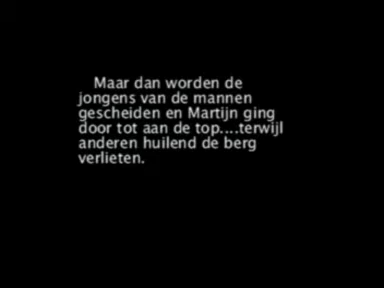 Maar dan worden de
jongens van de mannen
gescheiden en Martijn ging
door tot aan de top....terwijl
anderen huilend de berg
verlieten.